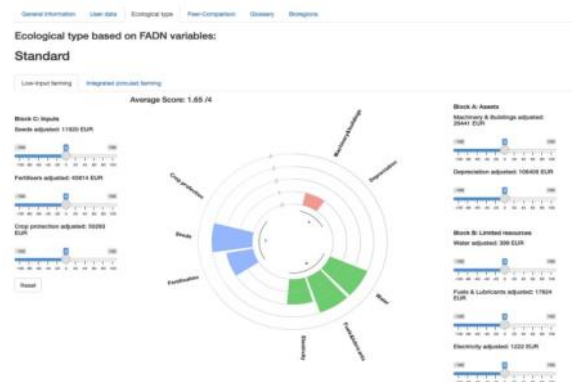 General information User data Ecological type Peer-Comparison Glossary Bioregions
Ecological type based on FADN variables:
Standard
Low-input farming Integrated (circular) farming
Average Score: 1.65 /4
Block C: Inputs
Seeds adjusted: 11920 EUR
Fertilisers adjusted: 45814 EUR
Crop protection adjusted:
EUR
Reset
Machinery&buildings
Depreciation
Water
Fuels&lubricants
Electricity
Fertilisation
Seeds
Crop protection
Block A: Assets
Machinery & Buildings adjusted:
26441 EUR
Depreciation adjusted: EUR
Block B: Limited resources
Water adjusted: 309 EUR
Fuels & Lubricants adjusted: 17924
EUR
Electricity adjusted: 1222 EUR